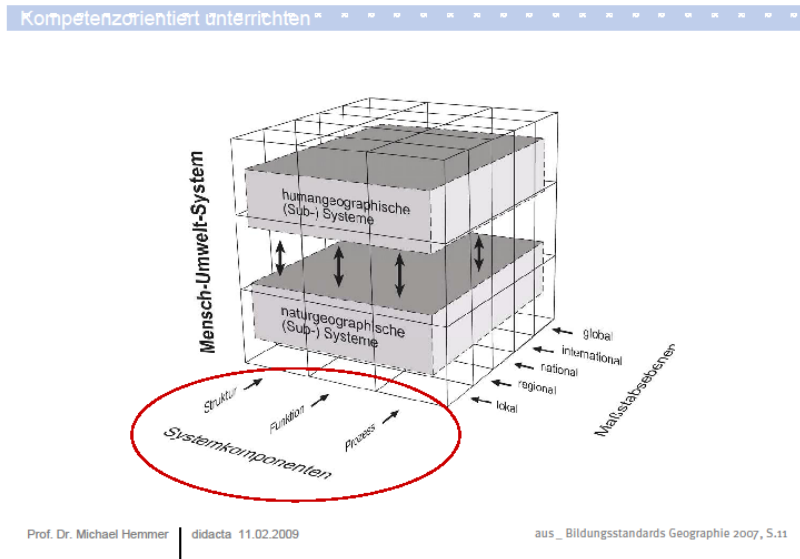 Kompetenzorientiert unterrichten
Mensch-Umwelt-System
humangeographische
(Sub-) Systeme
naturgeographische
(Sub-) Systeme
global
international
national
regional
lokal
Maßstabsebenen
Struktur
Funktion
Prozess
Systemkomponenten
Prof. Dr. Michael Hemmer didacta 11.02.2009
aus_ Bildungsstandards Geographie 2007, S.11